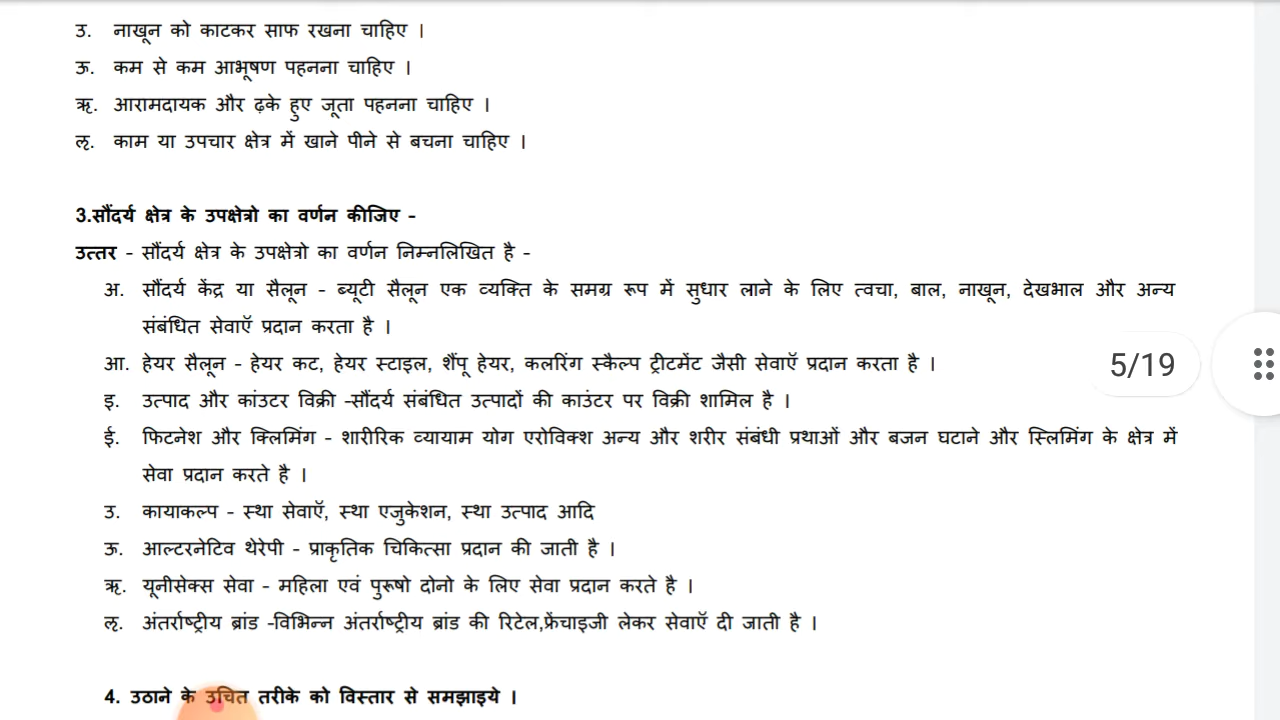 उ. नाखून को काटकर साफ रखना चाहिए ।
ऊ. कम से कम आभूषण पहनना चाहिए ।
ऋ. आरामदायक और ढ़के हुए जूता पहनना चाहिए ।
ऌ. काम या उपचार क्षेत्र में खाने पीने से बचना चाहिए ।
3.सौंदर्य क्षेत्र के उपक्षेत्रो का वर्णन कीजिए -
उत्तर - सौंदर्य क्षेत्र के उपक्षेत्रो का वर्णन निम्नलिखित है -
अ. सौंदर्य केंद्र या सैलून - ब्यूटी सैलून एक व्यक्ति के समग्र रूप में सुधार लाने के लिए त्वचा, बाल, नाखून, देखभाल और अन्य
संबंधित सेवाऍ प्रदान करता है ।
आ. हेयर सैलून - हेयर कट, हेयर स्टाइल, शैंपू हेयर, कलरिंग स्कैल्प ट्रीटमेंट जैसी सेवाऍ प्रदान करता है ।
5/19
इ. उत्पाद और कांउटर विक्री -सौंदर्य संबंधित उत्पादों की काउंटर पर विक्री शामिल है ।
ई. फिटनेश और क्लिमिंग - शारीरिक व्यायाम योग एरोविक्श अन्य और शरीर संबंधी प्रथाओं और बजन घटाने और स्लिमिंग के क्षेत्र में
सेवा प्रदान करते है ।
उ. कायाकल्प - स्था सेवाऍ, स्था एजुकेशन, स्था उत्पाद आदि
ऊ. आल्टरनेटिव थेरेपी - प्राकृतिक चिकित्सा प्रदान की जाती है ।
ऋ. यूनीसेक्स सेवा - महिला एवं पुरूषो दोनो के लिए सेवा प्रदान करते है ।
ऌ. अंतर्राष्ट्रीय ब्रांड -विभिन्न अंतर्राष्ट्रीय ब्रांड की रिटेल,फ्रेंचाइजी लेकर सेवाऍ दी जाती है ।
4. उठाने के उचित तरीके को विस्तार से समझाइये ।